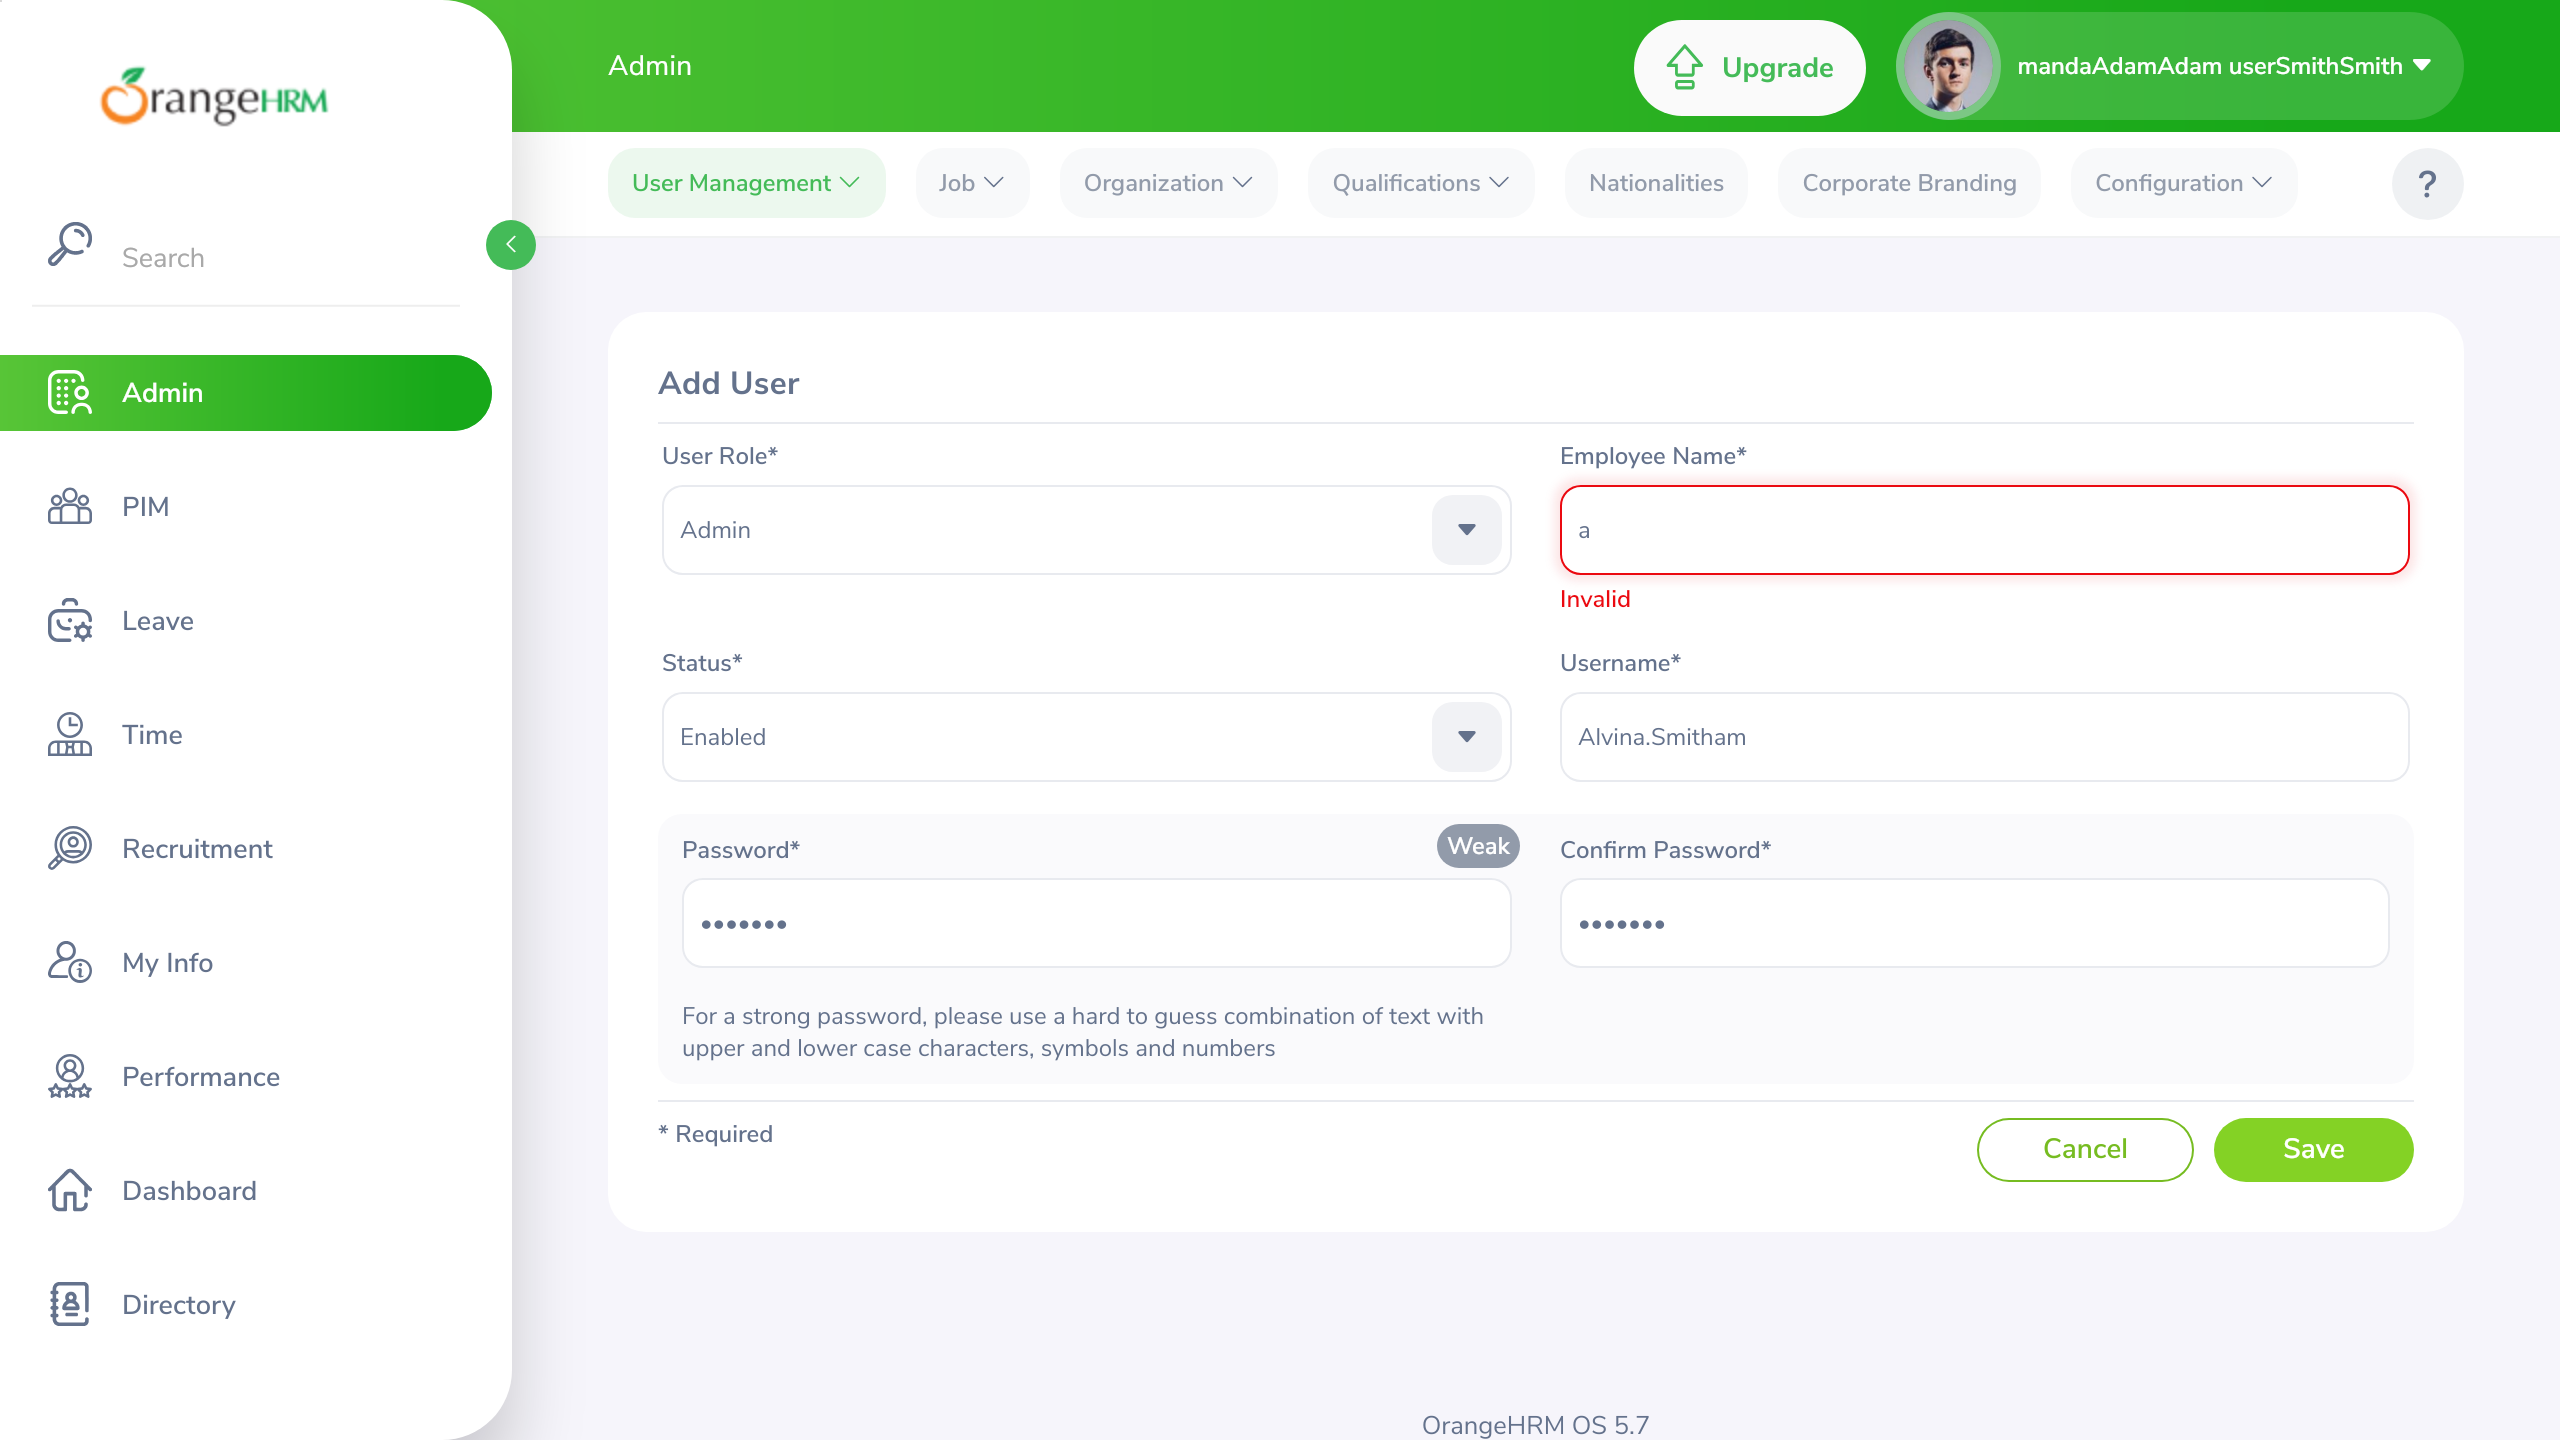 OrangeHRM
Search
Admin
PIM
Leave
Time
Recruitment
My Info
Performance
Dashboard
Directory
Admin
Upgrade
mandaAdamAdam userSmithSmith
User Management
Job
Organization
Qualifications
Nationalities
Corporate Branding
Configuration
?
Add User
User Role*
Employee Name*
Admin
a
Invalid
Status*
Username*
Enabled
Alvina.Smitham
Password*
Weak
Confirm Password*
•••••••
•••••••
For a strong password, please use a hard to guess combination of text with
upper and lower case characters, symbols and numbers
* Required
Cancel
Save
OrangeHRM OS 5.7